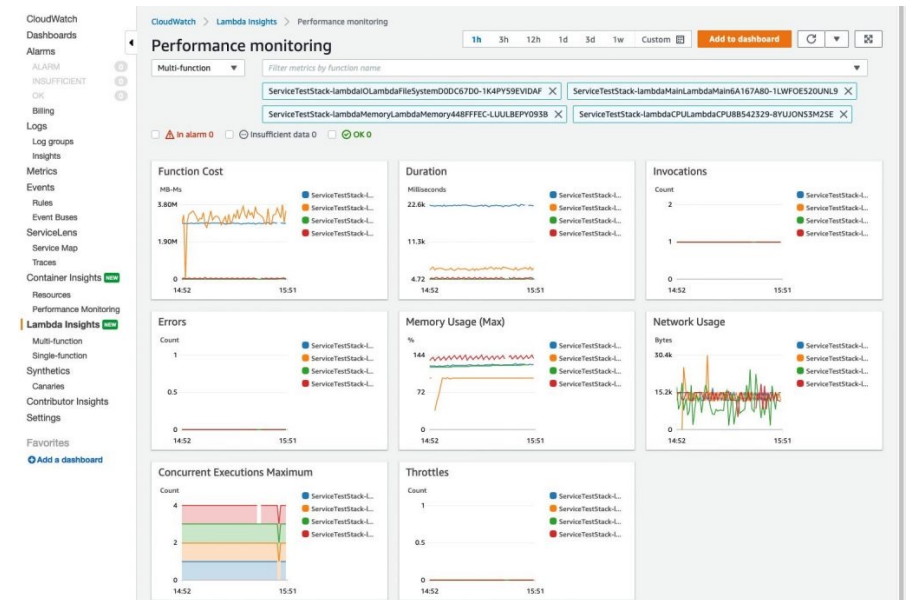 CloudWatch
Dashboards
Alarms
ALARM 0
INSUFFICIENT 0
OK 0
Billing
Logs
Log groups
Insights
Metrics
Events
Rules
Event Buses
ServiceLens
Service Map
Traces
Container Insights NEW
Resources
Performance Monitoring
Lambda Insights NEW
Multi-function
Single-function
Synthetics
Canaries
Contributor Insights
Settings
Favorites
Add a dashboard
CloudWatch > Lambda Insights > Performance monitoring
Performance monitoring
1h 3h 12h 1d 3d 1w Custom Add to dashboard
Multi-function Filter metrics by function name
ServiceTestStack-lambdaIOLambdaFileSystemD0DC67D0-1K4PY59EVIDAF ServiceTestStack-lambdaMainLambdaMain6A167A80-1LWFOE520UNL9
ServiceTestStack-lambdaMemoryLambdaMemory448FFFEC-LUULBEPY093B ServiceTestStack-lambdaCPULambdaCPU8B542329-8YUJONS3M2SE
In alarm 0 Insufficient data 0 OK 0
Function Cost
MB-Ms
3.80M
1.90M
0
14:52 15:51
ServiceTestStack-l...
ServiceTestStack-l...
ServiceTestStack-l...
ServiceTestStack-l...
Duration
Milliseconds
22.6k
11.3k
4.72
14:52 15:51
ServiceTestStack-l...
ServiceTestStack-l...
ServiceTestStack-l...
ServiceTestStack-l...
Invocations
Count
2
1
0
14:52 15:51
ServiceTestStack-l...
ServiceTestStack-l...
ServiceTestStack-l...
ServiceTestStack-l...
Errors
Count
1
0.5
0
14:52 15:51
ServiceTestStack-l...
ServiceTestStack-l...
ServiceTestStack-l...
ServiceTestStack-l...
Memory Usage (Max)
%
144
72
0
14:52 15:51
ServiceTestStack-l...
ServiceTestStack-l...
ServiceTestStack-l...
ServiceTestStack-l...
Network Usage
Bytes
30.4k
15.2k
0
14:52 15:51
ServiceTestStack-l...
ServiceTestStack-l...
ServiceTestStack-l...
ServiceTestStack-l...
Concurrent Executions Maximum
Count
4
2
0
14:52 15:51
ServiceTestStack-l...
ServiceTestStack-l...
ServiceTestStack-l...
ServiceTestStack-l...
Throttles
Count
1
0.5
0
14:52 15:51
ServiceTestStack-l...
ServiceTestStack-l...
ServiceTestStack-l...
ServiceTestStack-l...